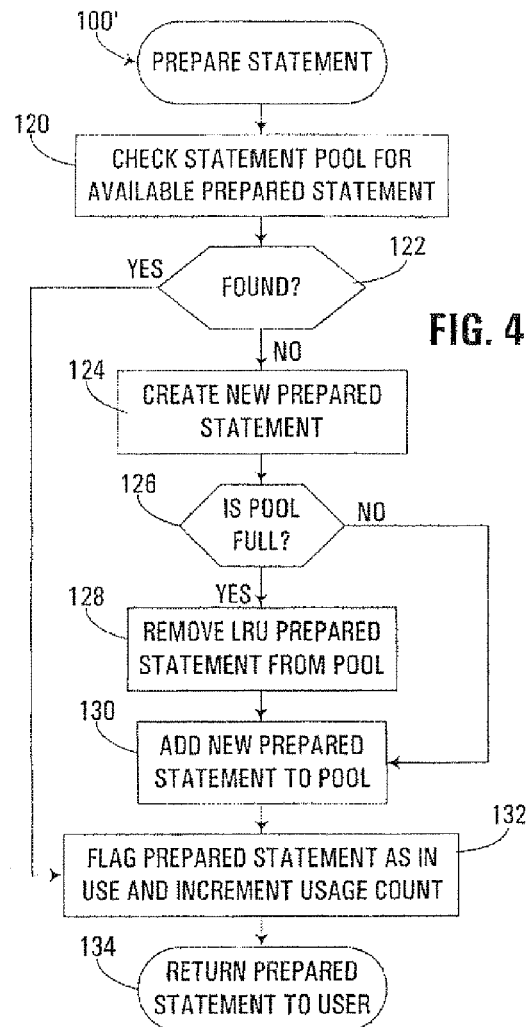 100'
PREPARE STATEMENT
120
CHECK STATEMENT POOL FOR
AVAILABLE PREPARED STATEMENT
YES
122
FOUND?
FIG. 4
NO
124
CREATE NEW PREPARED
STATEMENT
126
IS POOL
FULL?
NO
YES
128
REMOVE LRU PREPARED
STATEMENT FROM POOL
130
ADD NEW PREPARED
STATEMENT TO POOL
132
FLAG PREPARED STATEMENT AS IN
USE AND INCREMENT USAGE COUNT
134
RETURN PREPARED
STATEMENT TO USER